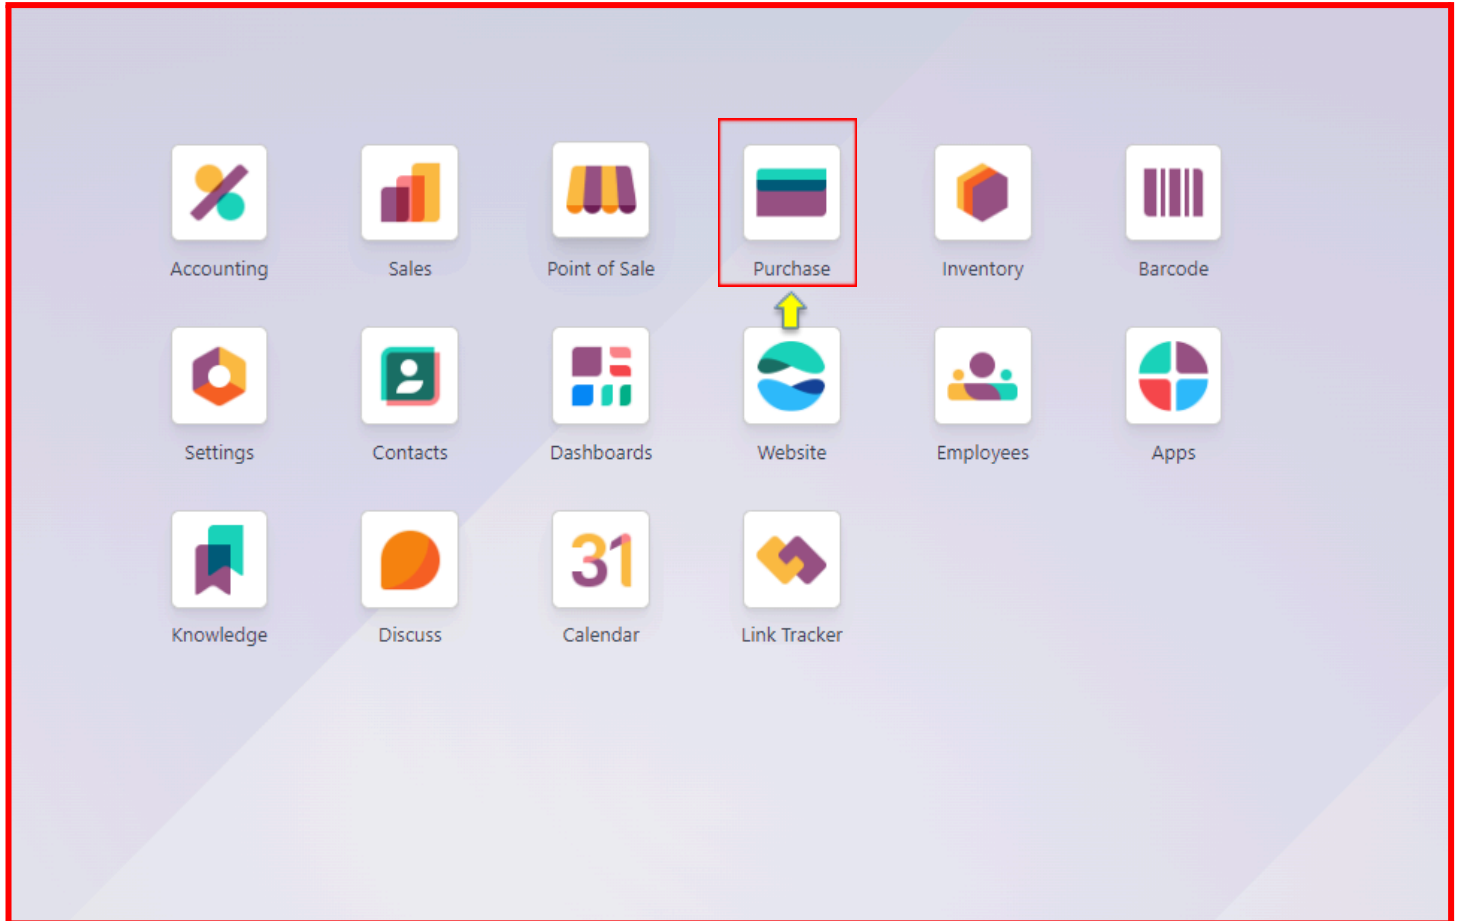 Accounting
Sales
Point of Sale
Purchase
Inventory
Barcode
Settings
Contacts
Dashboards
Website
Employees
Apps
Knowledge
Discuss
31
Calendar
Link Tracker